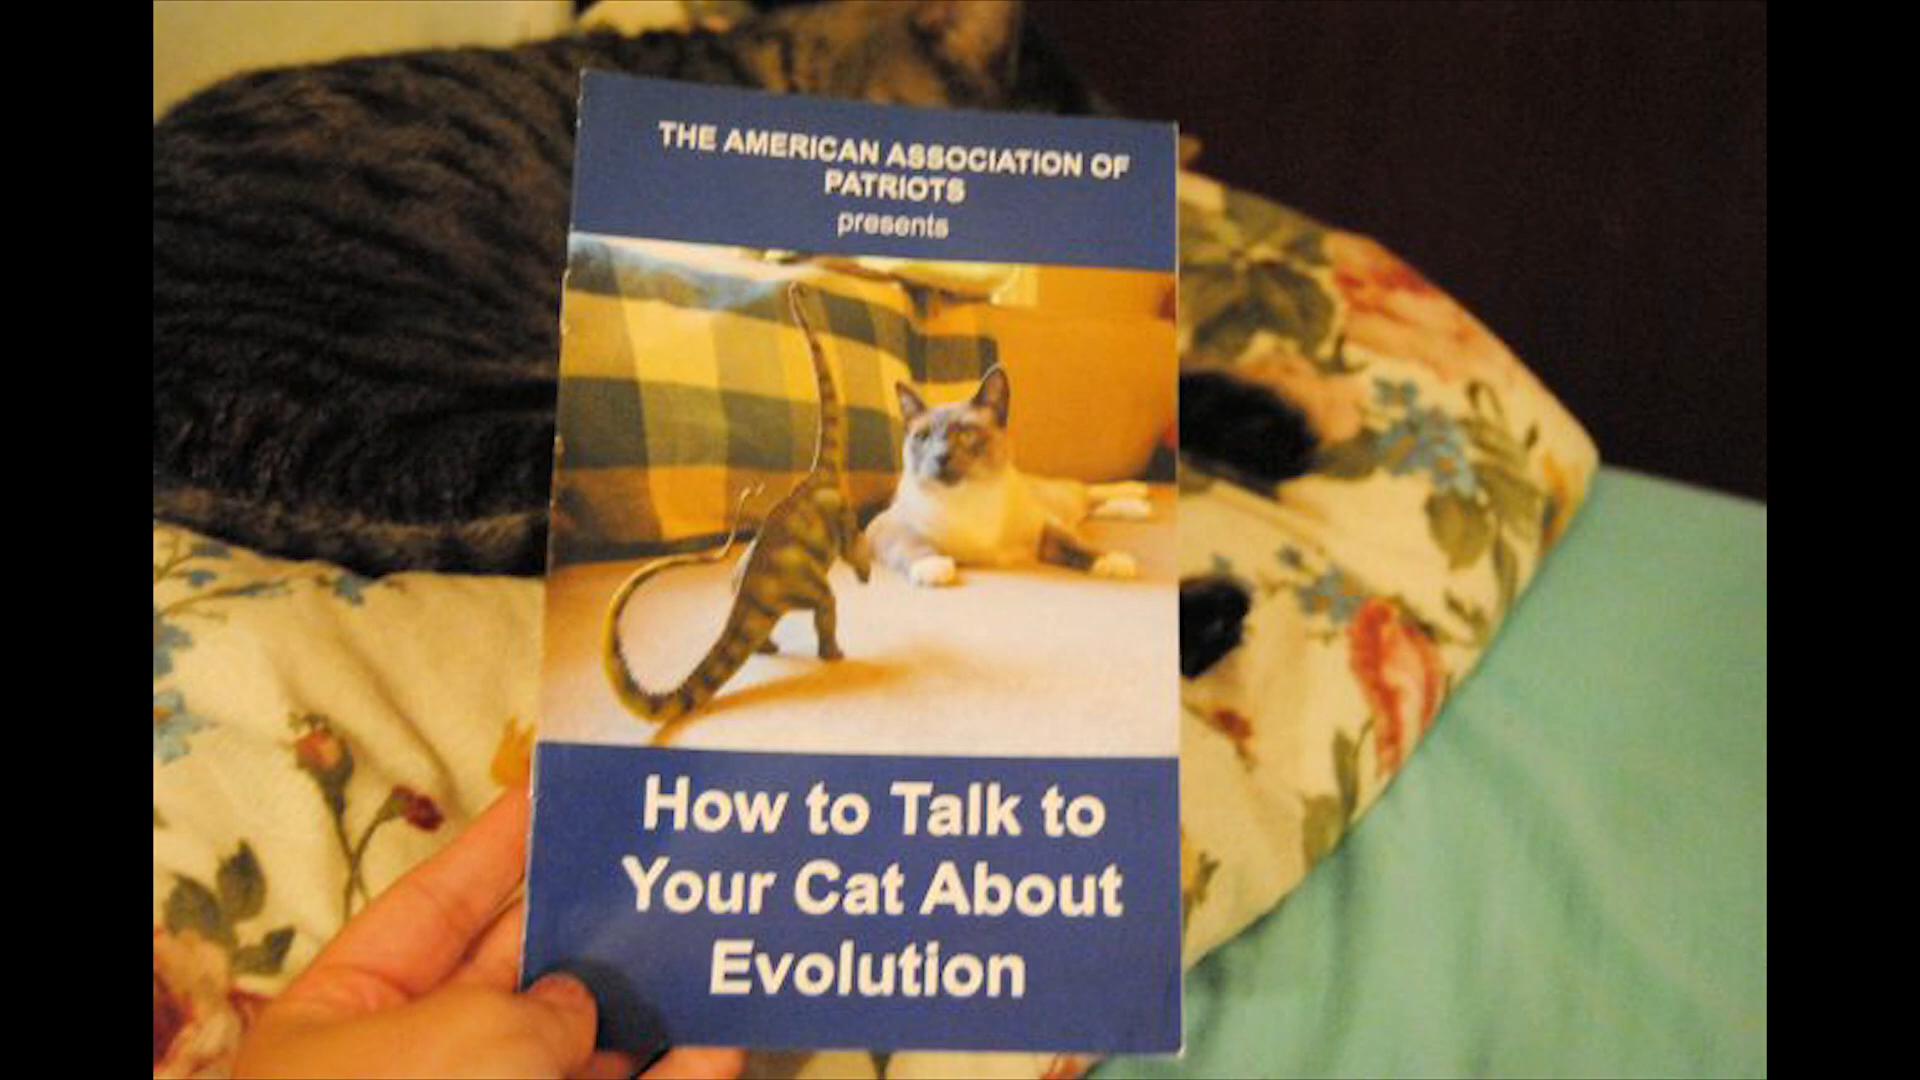 THE AMERICAN ASSOCIATION OF
PATRIOTS
presents
How to Talk to
Your Cat About
Evolution